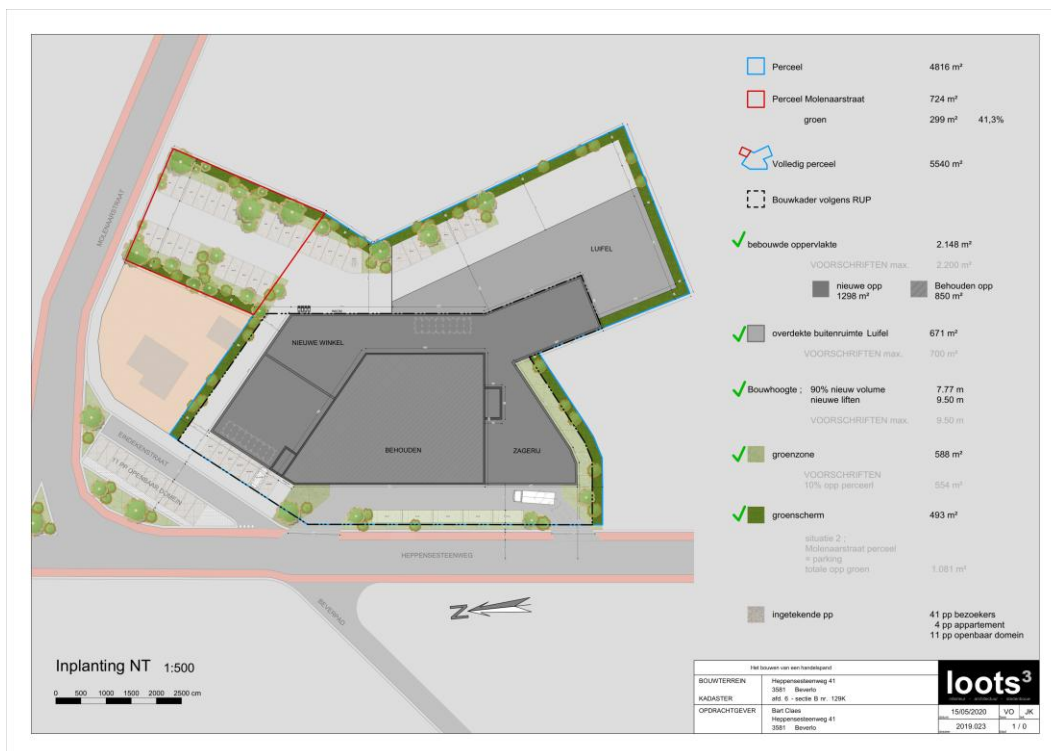 Perceel 4816 m²
Perceel Molenaarstraat 724 m²
groen 299 m² 41,3%
Volledig perceel 5540 m²
Bouwkader volgens RUP
bebouwde oppervlakte 2.148 m²
VOORSCHRIFTEN max. 2.200 m²
nieuwe opp
1298 m²
Behouden opp
850 m²
overdekte buitenruimte Luifel 671 m²
VOORSCHRIFTEN max. 700 m²
Bouwhoogte ; 90% nieuw volume 7.77 m
nieuwe liften 9.50 m
VOORSCHRIFTEN max. 9.50 m
groenzone 588 m²
VOORSCHRIFTEN
10% opp perceel 554 m²
groenscherm 493 m²
situatie 2 ;
Molenaarstraat perceel
= parking
totale opp groen 1.081 m²
ingetekende pp 41 pp bezoekers
4 pp appartement
11 pp openbaar domein
MOLENAARSTRAAT
LUIFEL
NIEUWE WINKEL
BEHOUDEN
ZAGERIJ
EINDEKENSTRAAT
11 PP OPENBAAR DOMEIN
HEPPENSESTEENWEG
BEVERPAD
Z
Inplanting NT 1:500
0 500 1000 1500 2000 2500 cm
Het bouwen van een handelspand
BOUWTERREIN Heppensesteenweg 41
3581 Beverlo
KADASTER afd. 6 - sectie B nr. 129K
OPDRACHTGEVER Bart Claes
Heppensesteenweg 41
3581 Beverlo
loots³
15/05/2020 VO JK
2019.023 1 / 0